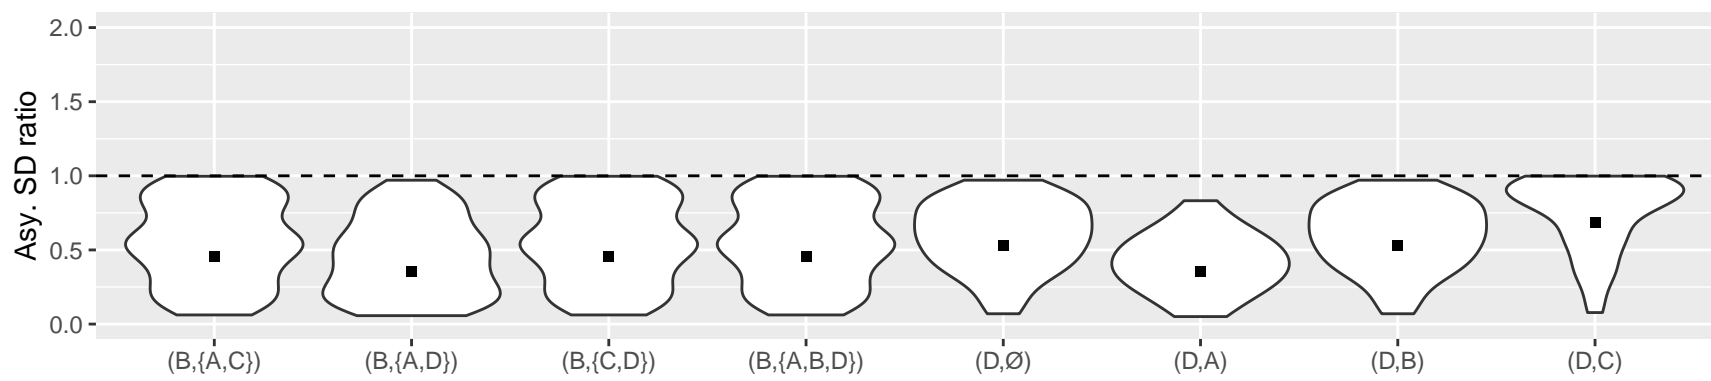 Asy. SD ratio
2.0
1.5
1.0
0.5
0.0
(B,{A,C}) (B,{A,D}) (B,{C,D}) (B,{A,B,D}) (D,Ø) (D,A) (D,B) (D,C)